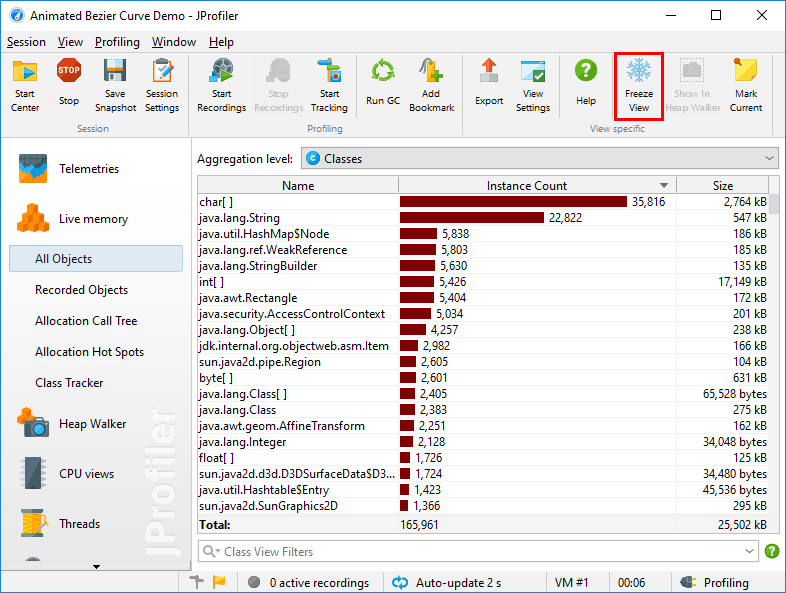 Animated Bezier Curve Demo - JProfiler
Session View Profiling Window Help
Start Center
STOP
Stop
Save Snapshot
Session Settings
Start Recordings
Stop Recordings
Start Tracking
Run GC
Add Bookmark
Export
View Settings
?
Help
Freeze View
Show In Heap Walker
Mark Current
Session
Profiling
View specific
Telemetries
Live memory
All Objects
Recorded Objects
Allocation Call Tree
Allocation Hot Spots
Class Tracker
Heap Walker
CPU views
Threads
JProfiler
Aggregation level: C Classes
Name Instance Count Size
char[ ] 35,816 2,764 kB
java.lang.String 22,822 547 kB
java.util.HashMap$Node 5,838 186 kB
java.lang.ref.WeakReference 5,803 185 kB
java.lang.StringBuilder 5,630 135 kB
int[ ] 5,426 17,149 kB
java.awt.Rectangle 5,404 172 kB
java.security.AccessControlContext 5,034 201 kB
java.lang.Object[ ] 4,257 238 kB
jdk.internal.org.objectweb.asm.Item 2,982 166 kB
sun.java2d.pipe.Region 2,605 104 kB
byte[ ] 2,601 631 kB
java.lang.Class[ ] 2,405 65,528 bytes
java.lang.Class 2,383 275 kB
java.awt.geom.AffineTransform 2,251 162 kB
java.lang.Integer 2,128 34,048 bytes
float[ ] 1,726 125 kB
sun.java2d.d3d.D3DSurfaceData$D3... 1,724 34,480 bytes
java.util.Hashtable$Entry 1,423 45,536 bytes
sun.java2d.SunGraphics2D 1,366 295 kB
Total: 165,961 25,502 kB
Class View Filters
?
0 active recordings Auto-update 2 s VM #1 00:06 Profiling